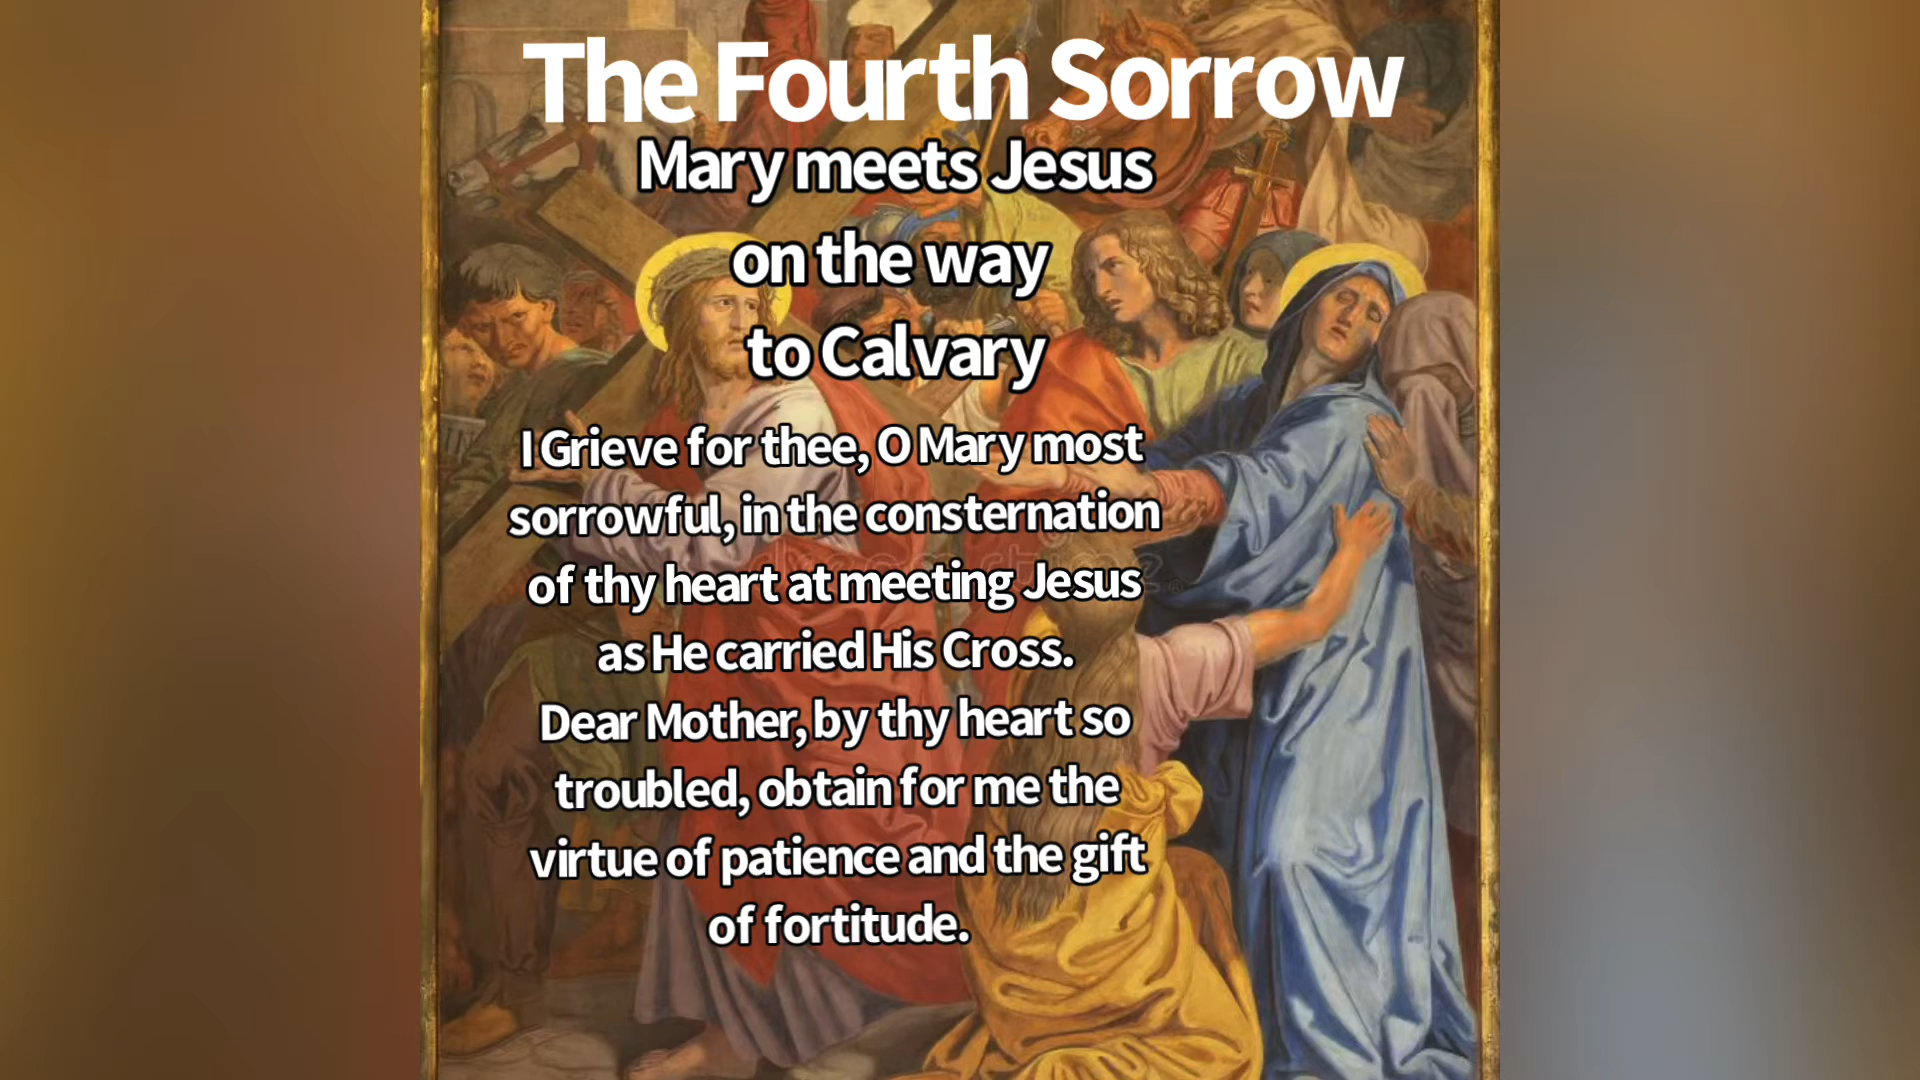 The Fourth Sorrow
Mary meets Jesus
on the way
to Calvary
I Grieve for thee, O Mary most
sorrowful, in the consternation
of thy heart at meeting Jesus
as He carried His Cross.
Dear Mother, by thy heart so
troubled, obtain for me the
virtue of patience and the gift
of fortitude.